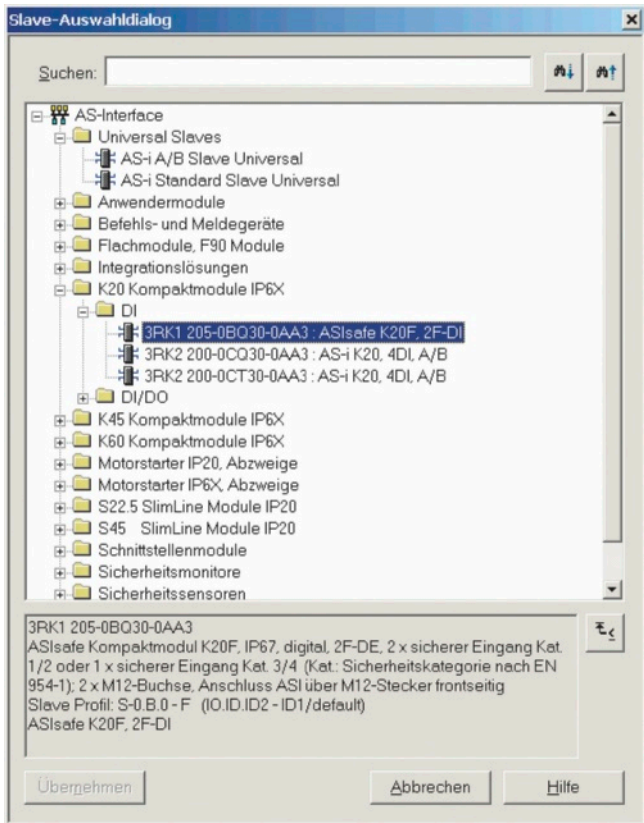 Slave-Auswahldialog
Suchen:
AS-Interface
Universal Slaves
AS-i A/B Slave Universal
AS-i Standard Slave Universal
Anwendermodule
Befehls- und Meldegeräte
Flachmodule, F90 Module
Integrationslösungen
K20 Kompaktmodule IP6X
DI
3RK1 205-0BQ30-0AA3 : ASIsafe K20F, 2F-DI
3RK2 200-0CQ30-0AA3 : AS-i K20, 4DI, A/B
3RK2 200-0CT30-0AA3 : AS-i K20, 4DI, A/B
DI/DO
K45 Kompaktmodule IP6X
K60 Kompaktmodule IP6X
Motorstarter IP20, Abzweige
Motorstarter IP6X, Abzweige
S22.5 SlimLine Module IP20
S45 SlimLine Module IP20
Schnittstellenmodule
Sicherheitsmonitore
Sicherheitssensoren
3RK1 205-0BQ30-0AA3
ASIsafe Kompaktmodul K20F, IP67, digital, 2F-DE, 2 x sicherer Eingang Kat.
1/2 oder 1 x sicherer Eingang Kat. 3/4 (Kat.: Sicherheitskategorie nach EN
954-1); 2 x M12-Buchse, Anschluss ASI über M12-Stecker frontseitig
Slave Profil: S-0.B.0 - F (IO.ID.ID2 - ID1/default)
ASIsafe K20F, 2F-DI
Übernehmen
Abbrechen
Hilfe